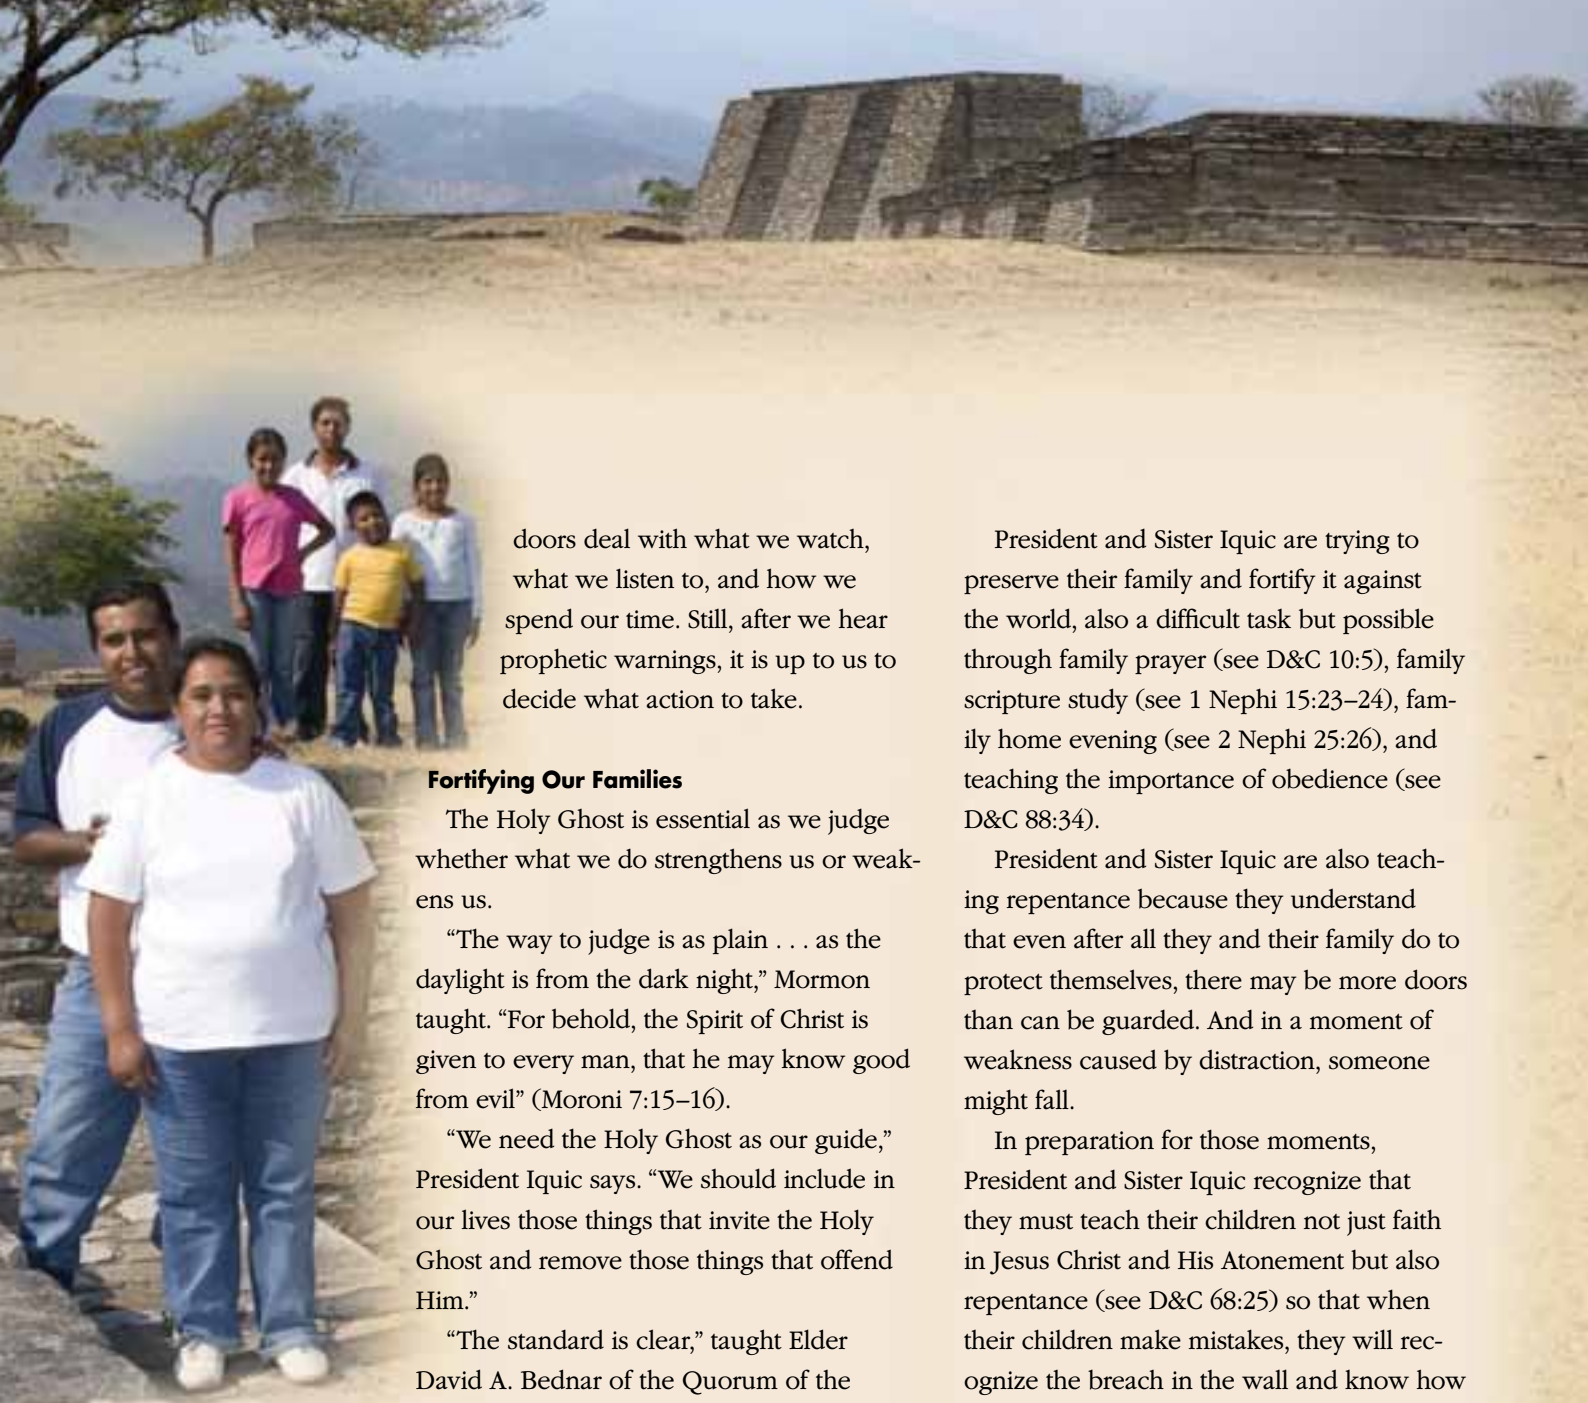 doors deal with what we watch,
what we listen to, and how we
spend our time. Still, after we hear
prophetic warnings, it is up to us to
decide what action to take.
Fortifying Our Families
The Holy Ghost is essential as we judge
whether what we do strengthens us or weak-
ens us.
“The way to judge is as plain . . . as the
daylight is from the dark night,” Mormon
taught. “For behold, the Spirit of Christ is
given to every man, that he may know good
from evil” (Moroni 7:15–16).
“We need the Holy Ghost as our guide,”
President Iquic says. “We should include in
our lives those things that invite the Holy
Ghost and remove those things that offend
Him.”
“The standard is clear,” taught Elder
David A. Bednar of the Quorum of the
President and Sister Iquic are trying to
preserve their family and fortify it against
the world, also a difficult task but possible
through family prayer (see D&C 10:5), family
scripture study (see 1 Nephi 15:23–24), fam-
ily home evening (see 2 Nephi 25:26), and
teaching the importance of obedience (see
D&C 88:34).
President and Sister Iquic are also teach-
ing repentance because they understand
that even after all they and their family do to
protect themselves, there may be more doors
than can be guarded. And in a moment of
weakness caused by distraction, someone
might fall.
In preparation for those moments,
President and Sister Iquic recognize that
they must teach their children not just faith
in Jesus Christ and His Atonement but also
repentance (see D&C 68:25) so that when
their children make mistakes, they will rec-
ognize the breach in the wall and know how